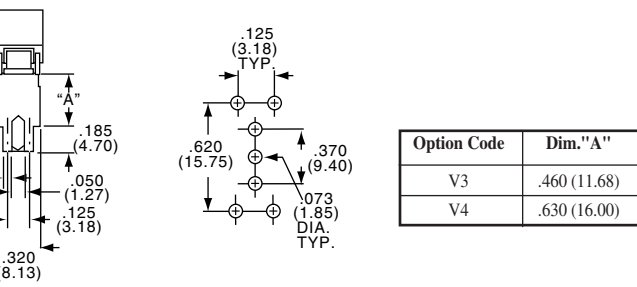 "A"
.185
(4.70)
.050
(1.27)
.125
(3.18)
.320
(8.13)
.125
(3.18)
TYP.
.620
(15.75)
.370
(9.40)
.073
(1.85)
DIA.
TYP.
Option Code Dim."A"
V3 .460 (11.68)
V4 .630 (16.00)